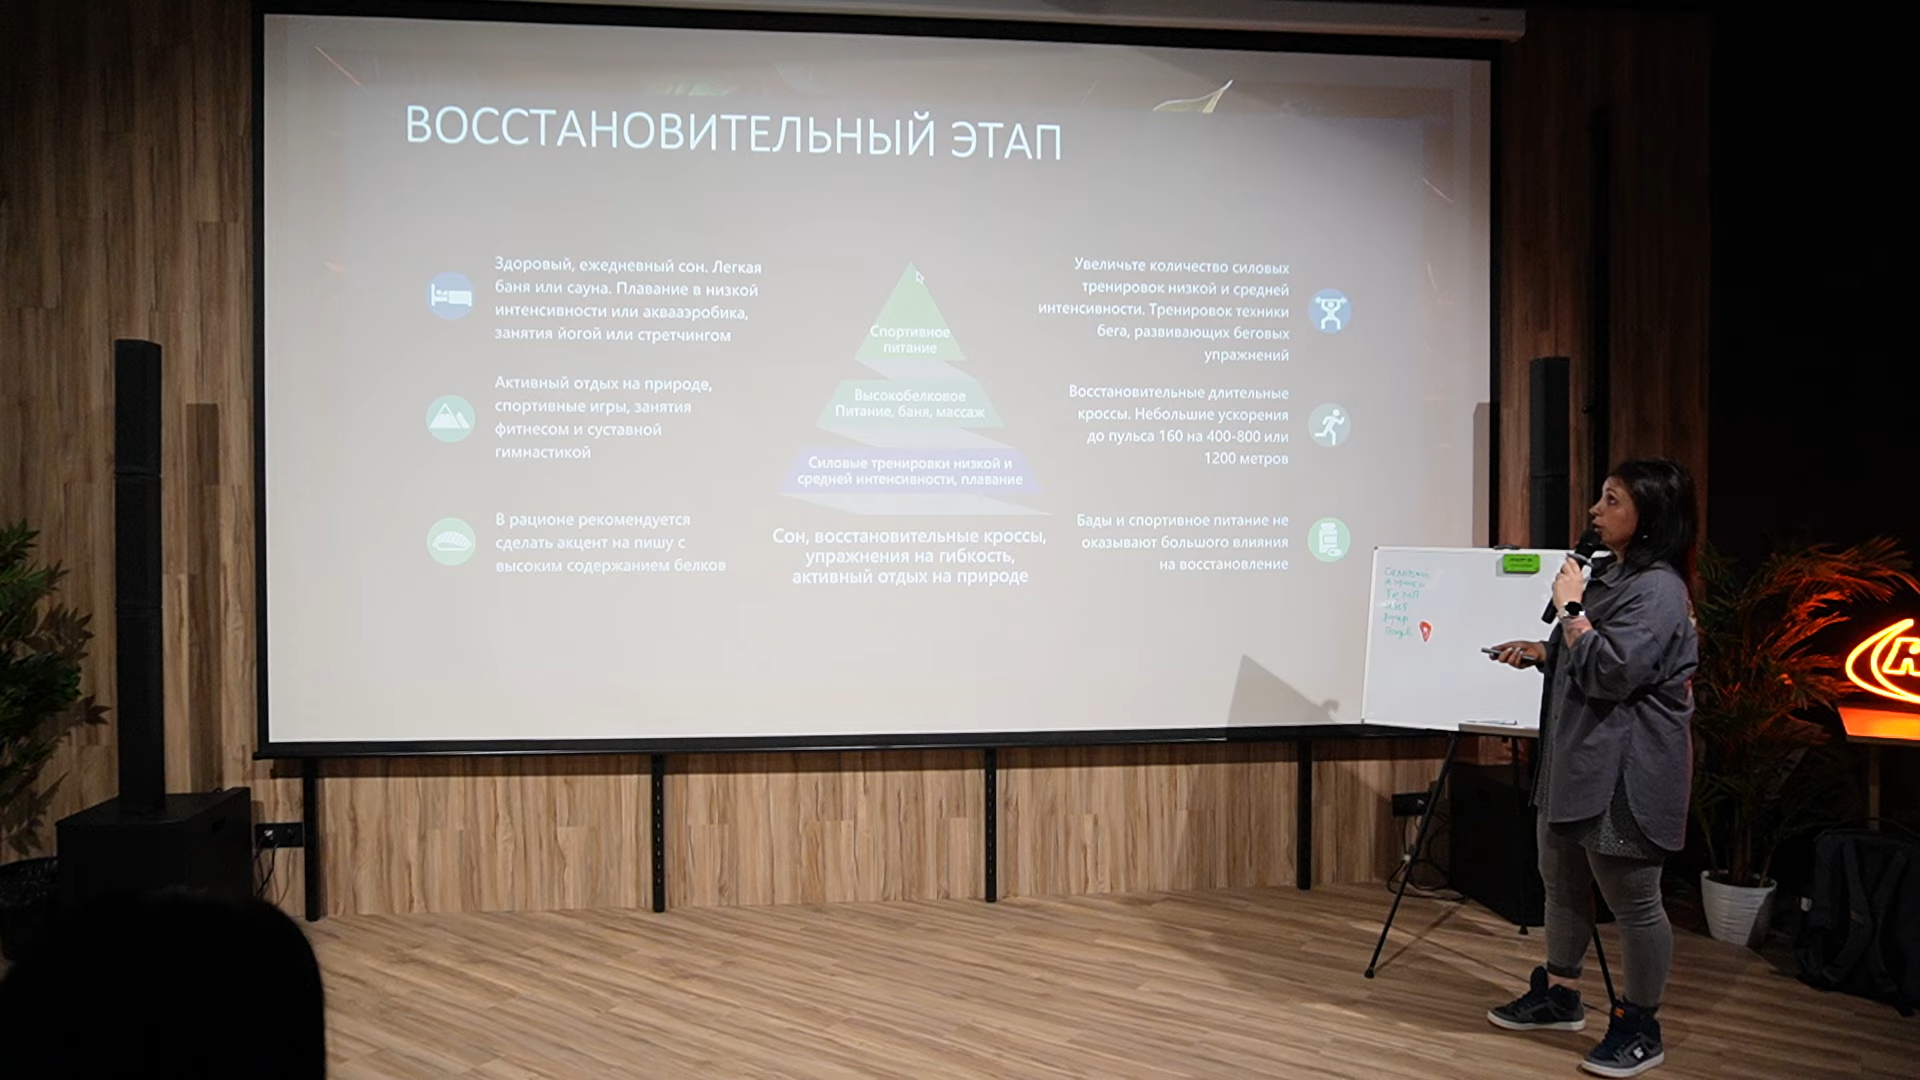 ВОССТАНОВИТЕЛЬНЫЙ ЭТАП
Здоровый, ежедневный сон. Легкая
баня или сауна. Плавание в низкой
интенсивности или аквааэробика,
занятия йогой или стретчингом
Активный отдых на природе,
спортивные игры, занятия
фитнесом и суставной
гимнастикой
В рационе рекомендуется
сделать акцент на пишу с
высоким содержанием белков
Спортивное
питание
Высокобелковое
Питание, баня, массаж
Силовые тренировки низкой и
средней интенсивности, плавание
Сон, восстановительные кроссы,
упражнения на гибкость,
активный отдых на природе
Увеличьте количество силовых
тренировок низкой и средней
интенсивности. Тренировок техники
бега, развивающих беговых
упражнений
Восстановительные длительные
кроссы. Небольшие ускорения
до пульса 160 на 400-800 или
1200 метров
Бады и спортивное питание не
оказывают большого влияния
на восстановление